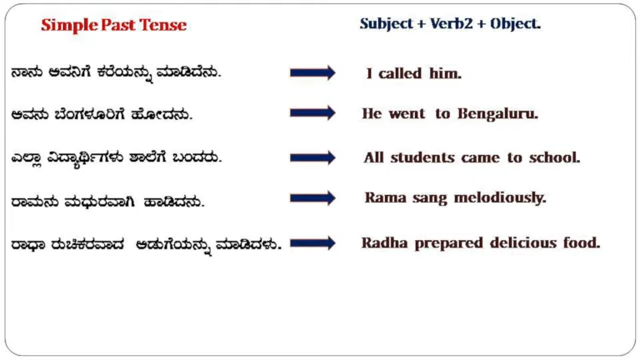 Simple Past Tense Subject + Verb2 + Object.
ನಾನು ಅವನಿಗೆ ಕರೆಯನ್ನು ಮಾಡಿದೆನು. I called him.
ಅವನು ಬೆಂಗಳೂರಿಗೆ ಹೋದನು. He went to Bengaluru.
ಎಲ್ಲಾ ವಿದ್ಯಾರ್ಥಿಗಳು ಶಾಲೆಗೆ ಬಂದರು. All students came to school.
ರಾಮನು ಮಧುರವಾಗಿ ಹಾಡಿದನು. Rama sang melodiously.
ರಾಧಾ ರುಚಿಕರವಾದ ಅಡುಗೆಯನ್ನು ಮಾಡಿದಳು. Radha prepared delicious food.